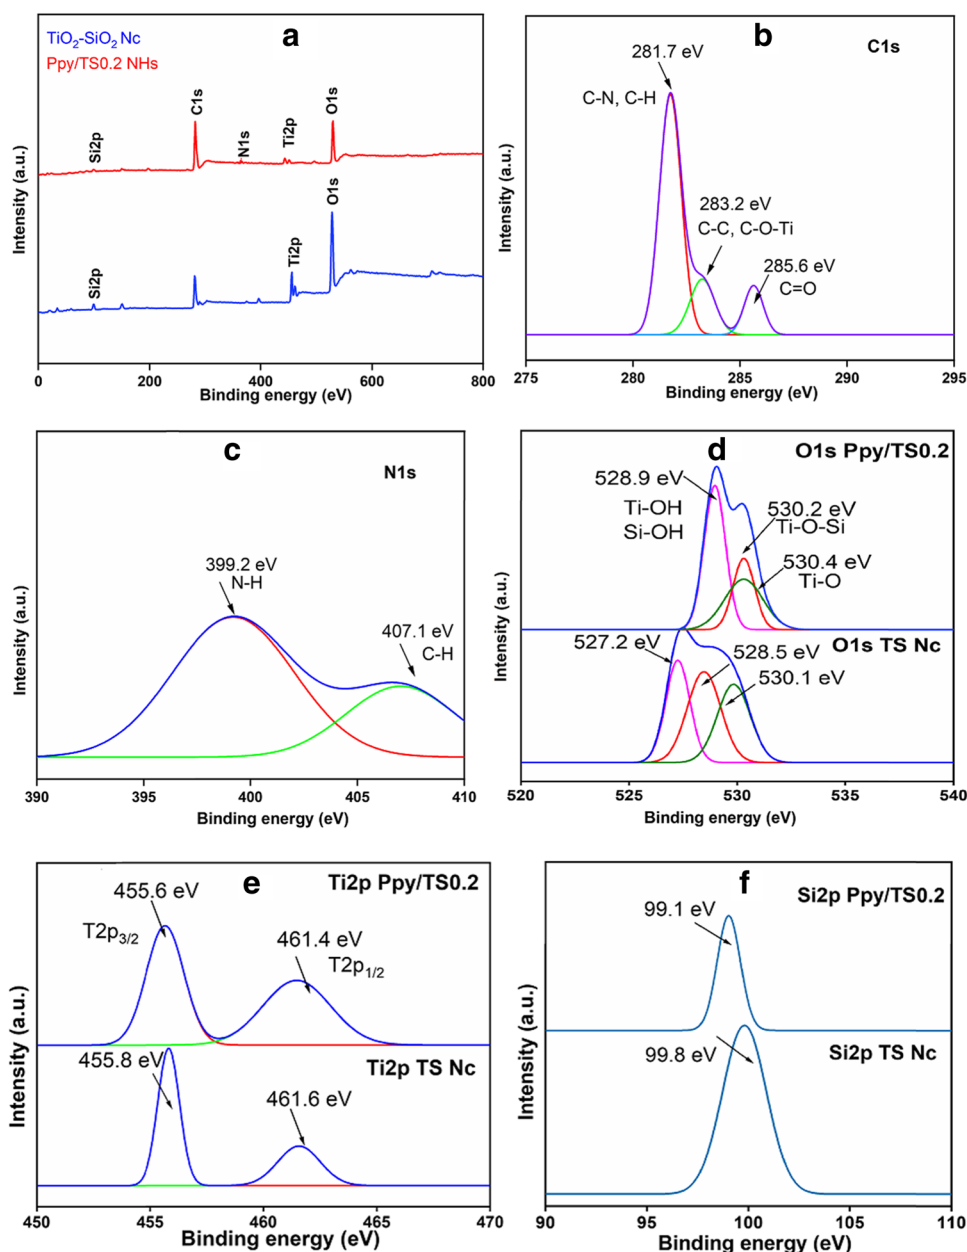 a
TiO2-SiO2 Nc
Ppy/TS0.2 NHs
Si2p
C1s
N1s
Ti2p
O1s
Si2p
Ti2p
O1s
Intensity (a.u.)
0 200 400 600 800
Binding energy (eV)
b
C1s
281.7 eV
C-N, C-H
283.2 eV
C-C, C-O-Ti
285.6 eV
C=O
Intensity (a.u.)
275 280 285 290 295
Binding energy (eV)
c
N1s
399.2 eV
N-H
407.1 eV
C-H
Intensity (a.u.)
390 395 400 405 410
Binding energy (eV)
d
O1s Ppy/TS0.2
528.9 eV
Ti-OH
Si-OH
530.2 eV
Ti-O-Si
530.4 eV
Ti-O
O1s TS Nc
527.2 eV
528.5 eV
530.1 eV
Intensity (a.u.)
520 525 530 535 540
Binding energy (eV)
e
Ti2p Ppy/TS0.2
455.6 eV
T2p3/2
461.4 eV
T2p1/2
Ti2p TS Nc
455.8 eV
461.6 eV
Intensity (a.u.)
450 455 460 465 470
Binding energy (eV)
f
Si2p Ppy/TS0.2
99.1 eV
Si2p TS Nc
99.8 eV
Intensity (a.u.)
90 95 100 105 110
Binding energy (eV)